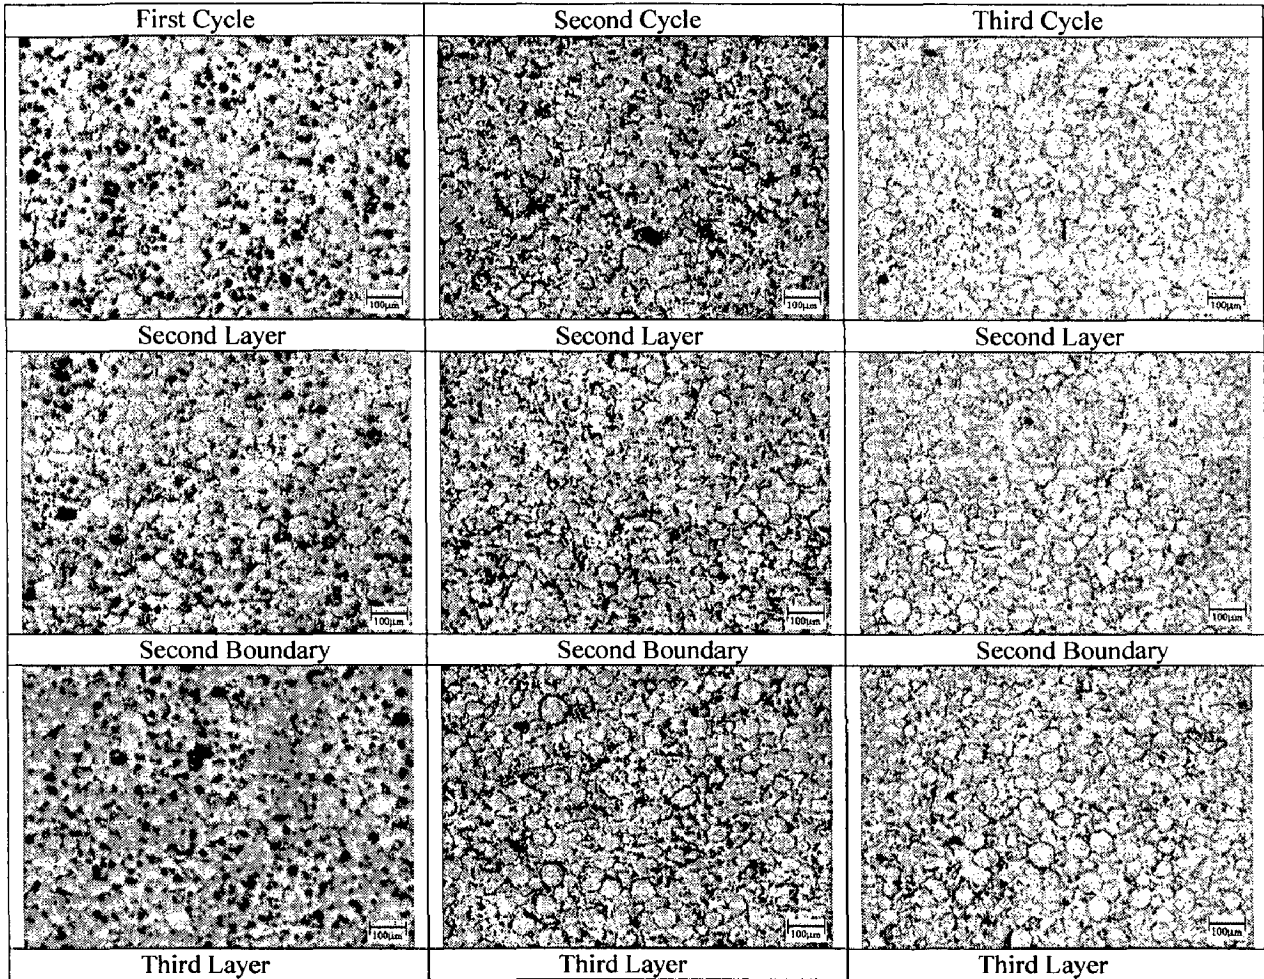 First Cycle Second Cycle Third Cycle
100µm 100µm 100µm
Second Layer Second Layer Second Layer
100µm 100µm 100µm
Second Boundary Second Boundary Second Boundary
100µm 100µm 100µm
Third Layer Third Layer Third Layer